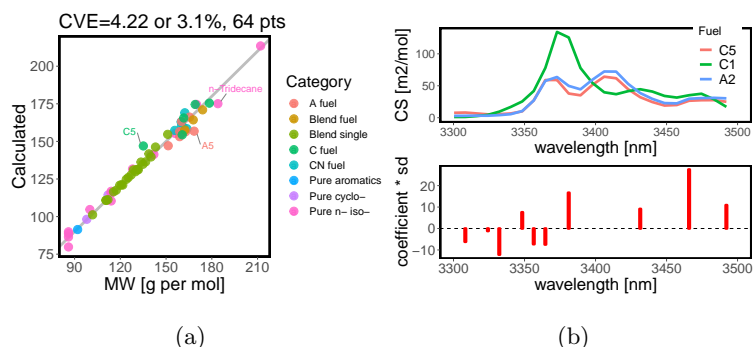 CVE=4.22 or 3.1%, 64 pts
Calculated
200
175
150
125
100
75
n-Tridecane
C5
A5
90
120
150
180
210
MW [g per mol]
Category
A fuel
Blend fuel
Blend single
C fuel
CN fuel
Pure aromatics
Pure cyclo-
Pure n- iso-
(a)
CS [m2/mol]
100
50
0
Fuel
C5
C1
A2
3300
3350
3400
3450
3500
wavelength [nm]
coefficient * sd
20
10
0
-10
3300
3350
3400
3450
3500
wavelength [nm]
(b)